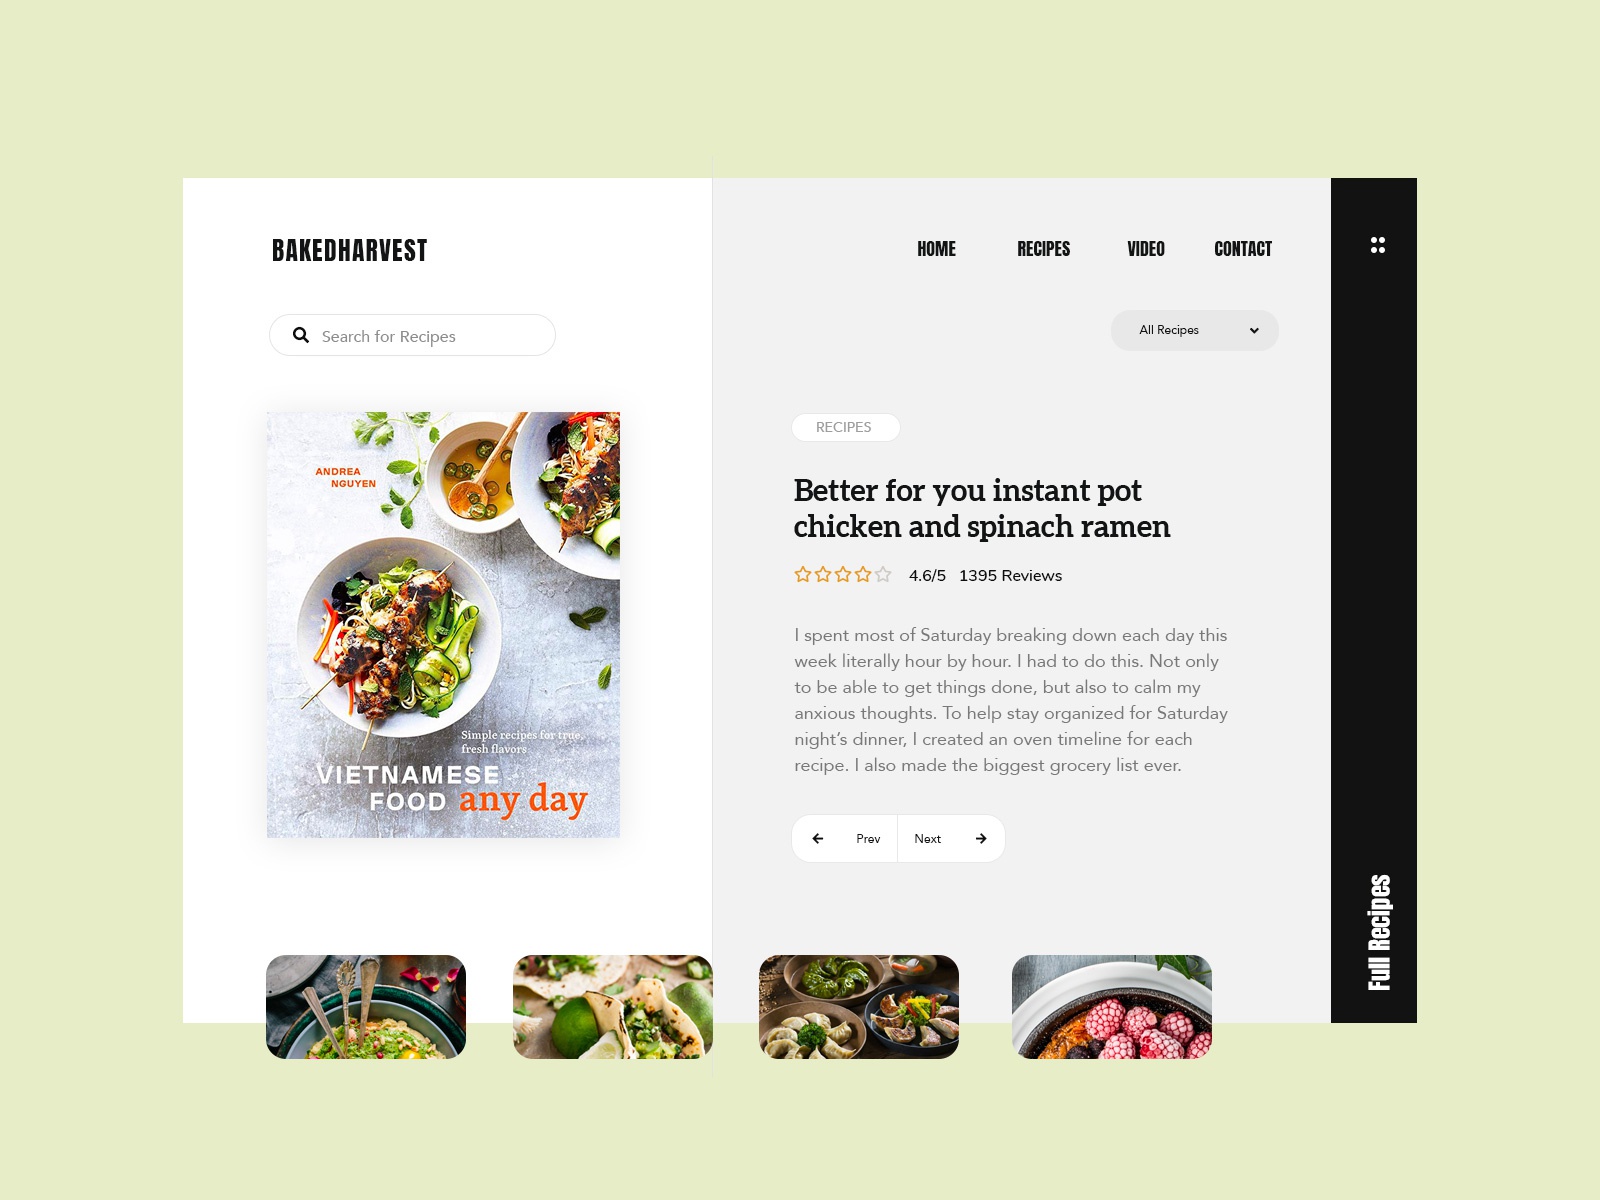 BAKEDHARVEST
HOME RECIPES VIDEO CONTACT
Search for Recipes
All Recipes
ANDREA
NGUYEN
Simple recipes for true,
fresh flavors
VIETNAMESE
FOOD any day
RECIPES
Better for you instant pot
chicken and spinach ramen
4.6/5 1395 Reviews
I spent most of Saturday breaking down each day this
week literally hour by hour. I had to do this. Not only
to be able to get things done, but also to calm my
anxious thoughts. To help stay organized for Saturday
night’s dinner, I created an oven timeline for each
recipe. I also made the biggest grocery list ever.
Prev Next
Full Recipes